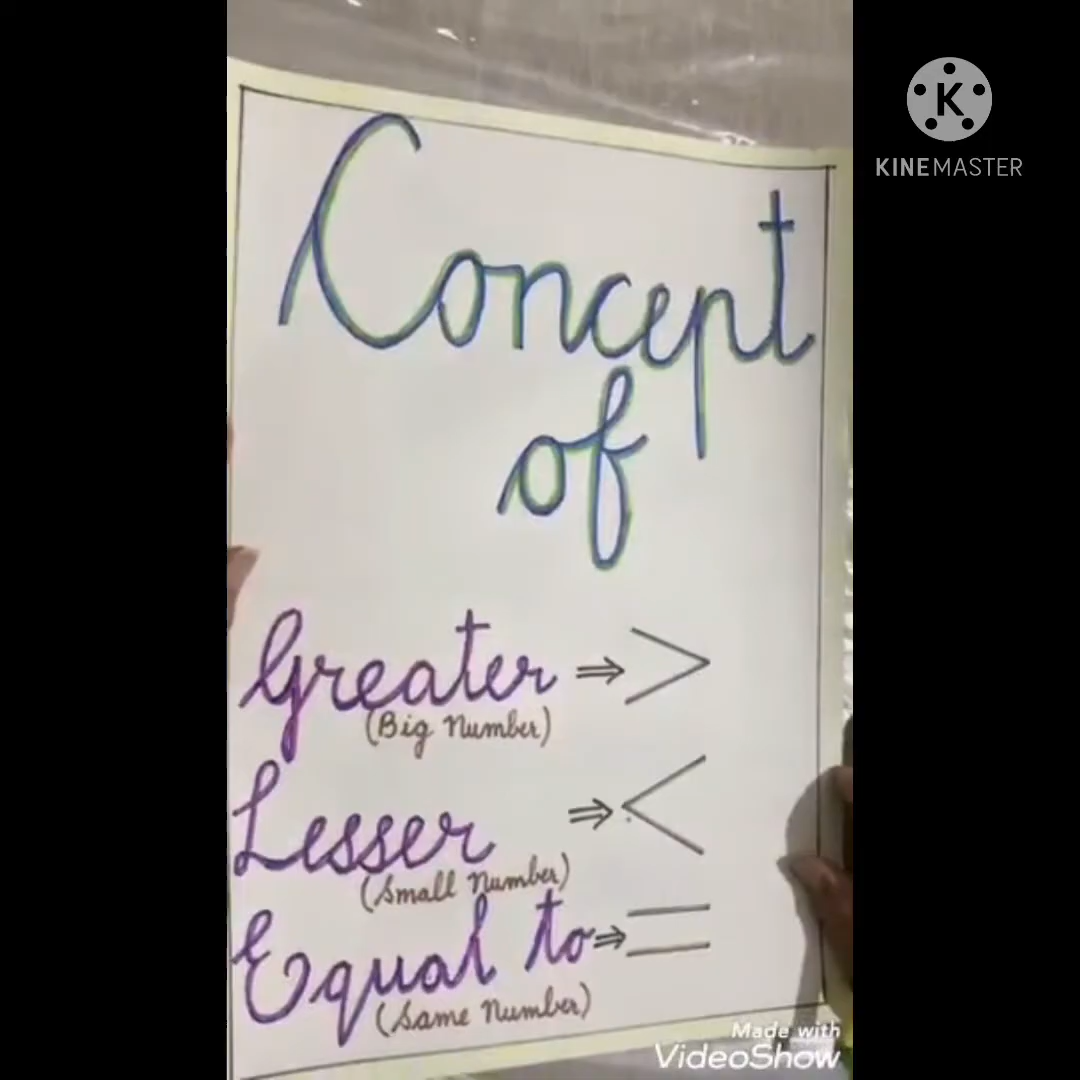 K
KINEMASTER
Concept
of
Greater ⇒ >
(Big Number)
Lesser ⇒ <
(Small Number)
Equal to ⇒ =
(Same Number)
Made with
VideoShow